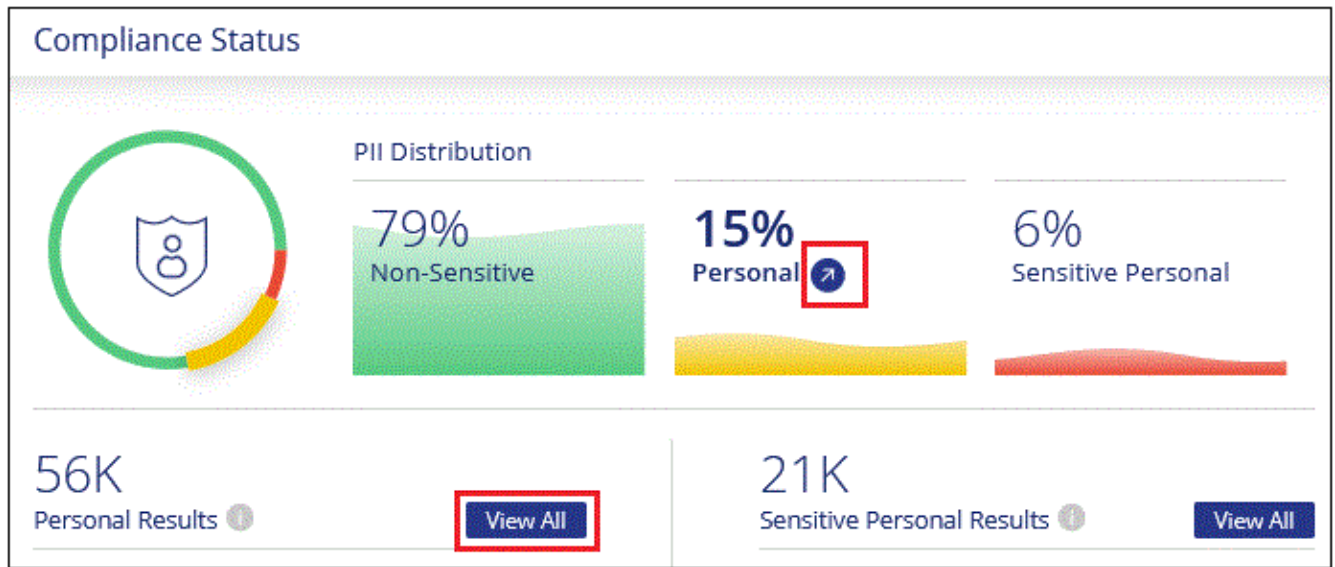 Compliance Status
PII Distribution
79%
Non-Sensitive
15%
Personal
6%
Sensitive Personal
56K
Personal Results
View All
21K
Sensitive Personal Results
View All